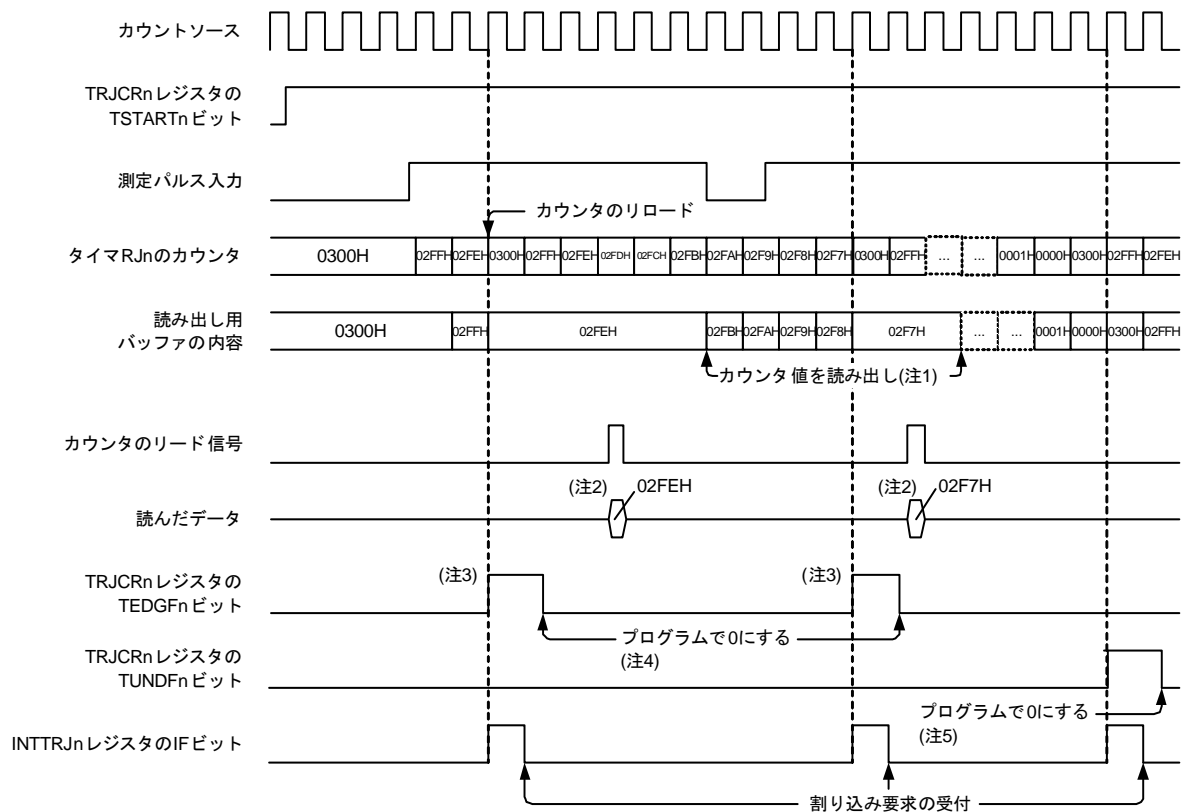 カウントソース
TRJCRnレジスタの
TSTARTnビット
測定パルス入力
カウンタのリロード
タイマRJnのカウンタ
0300H 02FFH 02FEH 0300H 02FFH 02FEH 02FDH 02FCH 02FBH 02FAH 02F9H 02F8H 02F7H 0300H 02FFH ... ... 0001H 0000H 0300H 02FFH 02FEH
読み出し用
バッファの内容
0300H 02FFH 02FEH 02FBH 02FAH 02F9H 02F8H 02F7H ... ... 0001H 0000H 0300H 02FFH
カウンタ値を読み出し(注1)
カウンタのリード信号
(注2) 02FEH (注2) 02F7H
読んだデータ
TRJCRnレジスタの
TEDGFnビット
(注3) (注3)
プログラムで0にする
(注4)
TRJCRnレジスタの
TUNDFnビット
プログラムで0にする
(注5)
INTTRJnレジスタのIFビット
割り込み要求の受付